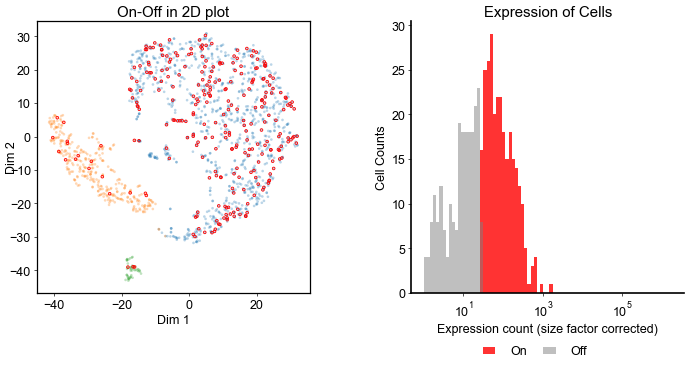 On-Off in 2D plot
Expression of Cells
30
20
10
0
−10
−20
−30
−40
Dim 2
−40
−20
0
20
Dim 1
30
25
20
15
10
5
0
Cell Counts
10^1
10^3
10^5
Expression count (size factor corrected)
On
Off